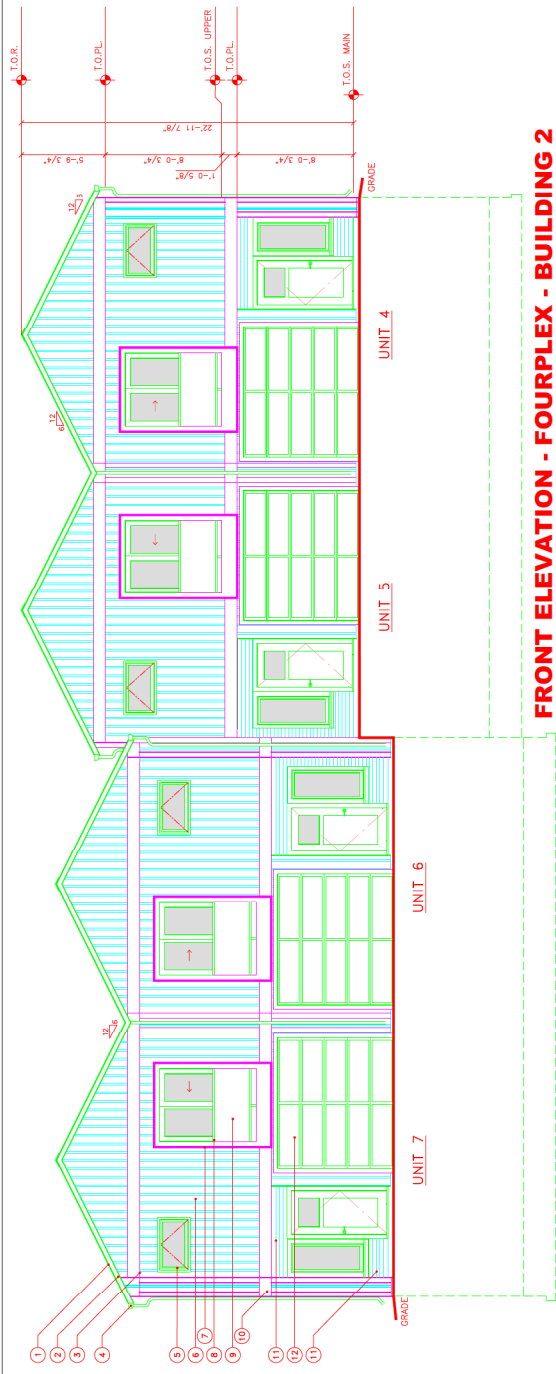 T.O.R.
T.O.PL.
T.O.S. UPPER
T.O.PL.
T.O.S. MAIN
22'-11 7/8"
5'-9 3/4"
8'-0 3/4"
1'-0 5/8"
8'-0 3/4"
12
5
12
6
12
6
GRADE
UNIT 4
UNIT 5
UNIT 6
UNIT 7
GRADE
1
2
3
4
5
6
7
8
9
10
11
12
11
FRONT ELEVATION - FOURPLEX - BUILDING 2